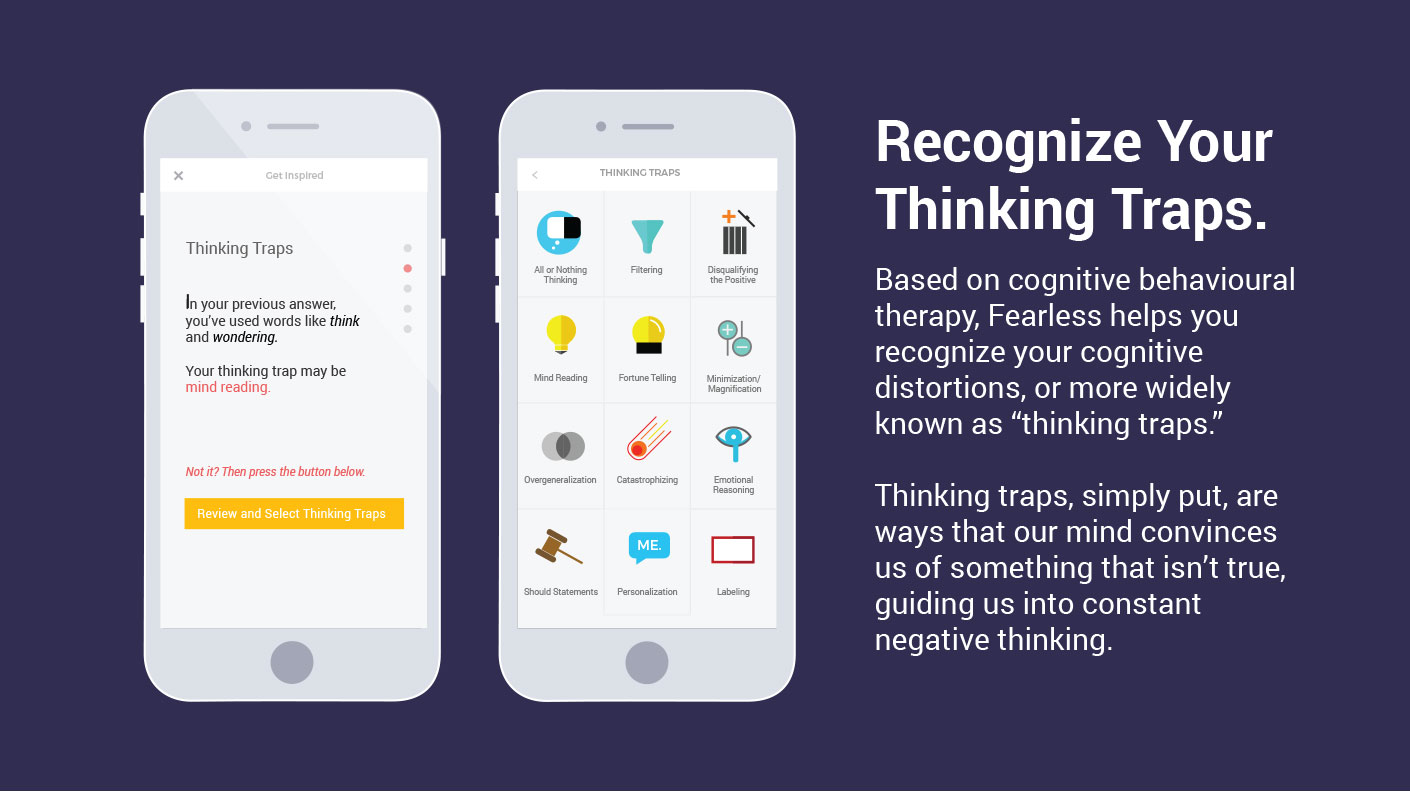 Get Inspired
Thinking Traps
In your previous answer,
you've used words like think
and wondering.
Your thinking trap may be
mind reading.
Not it? Then press the button below.
Review and Select Thinking Traps
THINKING TRAPS
All or Nothing
Thinking
Filtering
Disqualifying
the Positive
Mind Reading
Fortune Telling
Minimization/
Magnification
Overgeneralization
Catastrophizing
Emotional
Reasoning
Should Statements
ME.
Personalization
Labeling
Recognize Your
Thinking Traps.
Based on cognitive behavioural
therapy, Fearless helps you
recognize your cognitive
distortions, or more widely
known as “thinking traps.”
Thinking traps, simply put, are
ways that our mind convinces
us of something that isn’t true,
guiding us into constant
negative thinking.